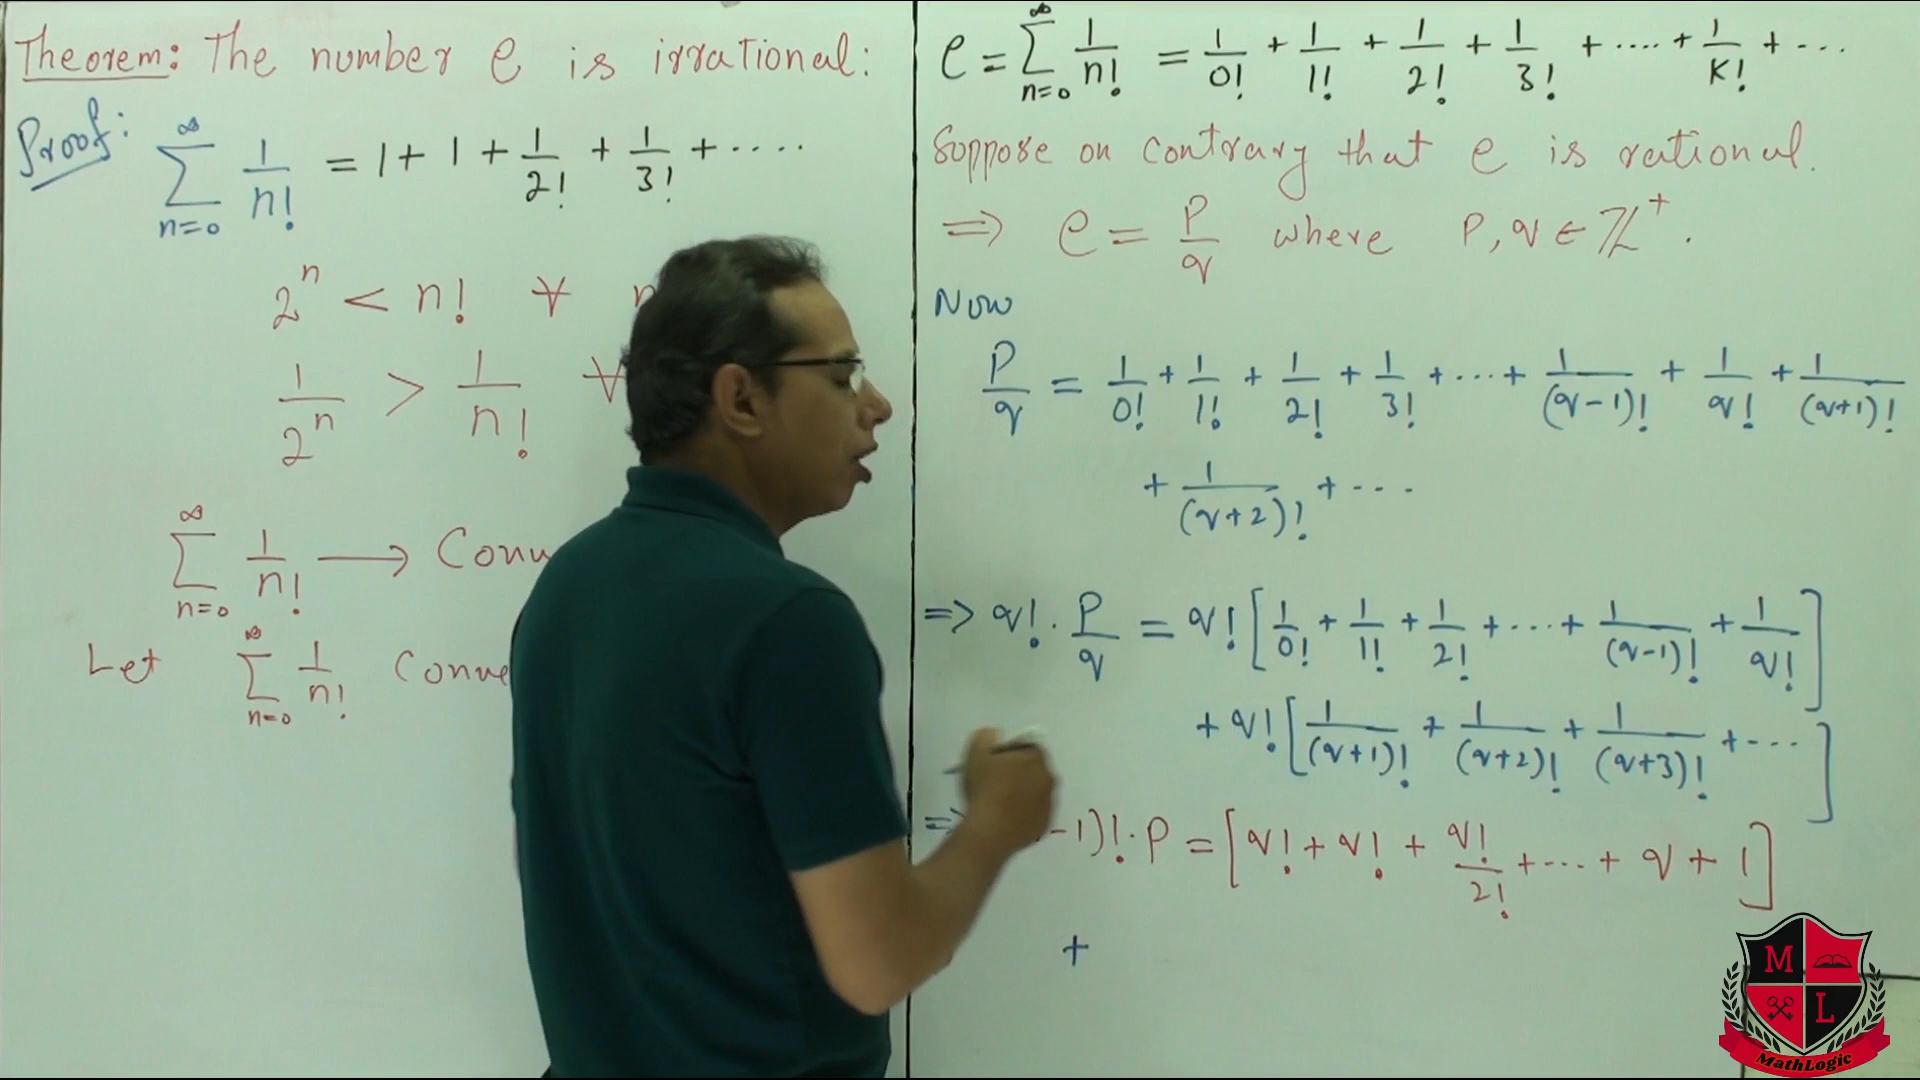 Theorem: The number e is irrational:
Proof: ∑_{n=0}^{∞} 1/n! = 1 + 1 + 1/2! + 1/3! + ....
2^n < n! ∀ n
1/2^n > 1/n! ∀
∑_{n=0}^{∞} 1/n! ⟶ Conv
Let ∑_{n=0}^{∞} 1/n! Conve
e = ∑_{n=0}^{∞} 1/n! = 1/0! + 1/1! + 1/2! + 1/3! + .... + 1/K! + ...
Suppose on contrary that e is rational.
⇒ e = P/q where P, q ∈ ℤ⁺.
Now
P/q = 1/0! + 1/1! + 1/2! + 1/3! + ... + 1/(q-1)! + 1/q! + 1/(q+1)!
+ 1/(q+2)! + ...
=> q! . P/q = q! [1/0! + 1/1! + 1/2! + ... + 1/(q-1)! + 1/q!]
+ q! [1/(q+1)! + 1/(q+2)! + 1/(q+3)! + ...]
=> -1)! . P = [q! + q! + q!/2! + ... + q + 1]
+
M L
MathLogic